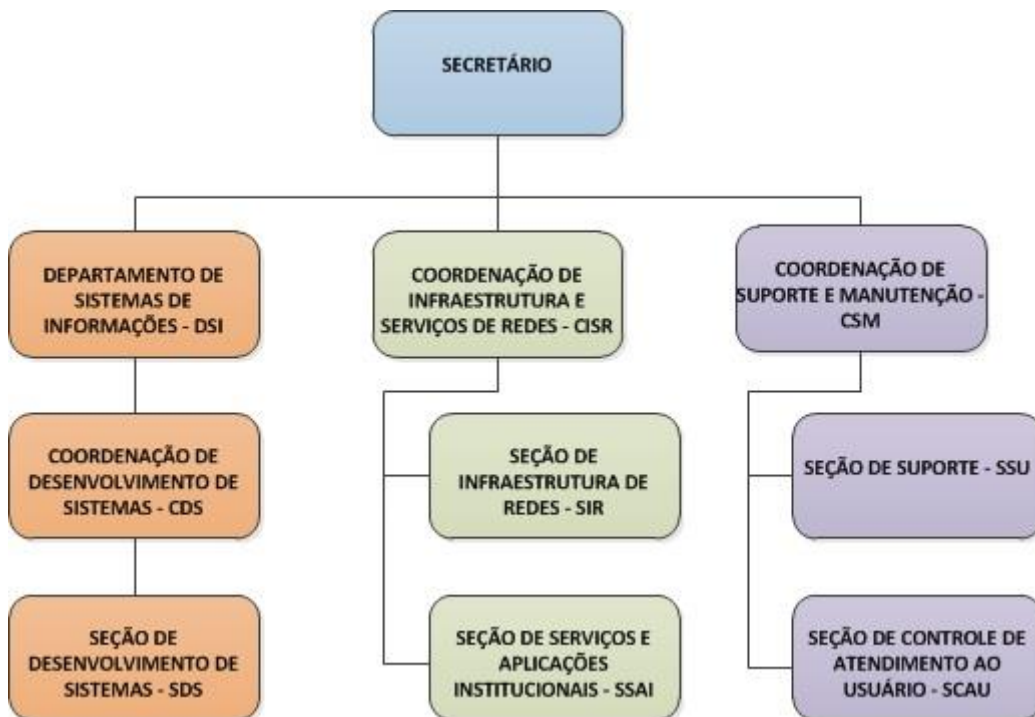 SECRETÁRIO
DEPARTAMENTO DE
SISTEMAS DE
INFORMAÇÕES - DSI
COORDENAÇÃO DE
INFRAESTRUTURA E
SERVIÇOS DE REDES - CISR
COORDENAÇÃO DE
SUPORTE E MANUTENÇÃO -
CSM
COORDENAÇÃO DE
DESENVOLVIMENTO DE
SISTEMAS - CDS
SEÇÃO DE
INFRAESTRUTURA DE
REDES - SIR
SEÇÃO DE SUPORTE - SSU
SEÇÃO DE
DESENVOLVIMENTO DE
SISTEMAS - SDS
SEÇÃO DE SERVIÇOS E
APLICAÇÕES
INSTITUCIONAIS - SSAI
SEÇÃO DE CONTROLE DE
ATENDIMENTO AO
USUÁRIO - SCAU